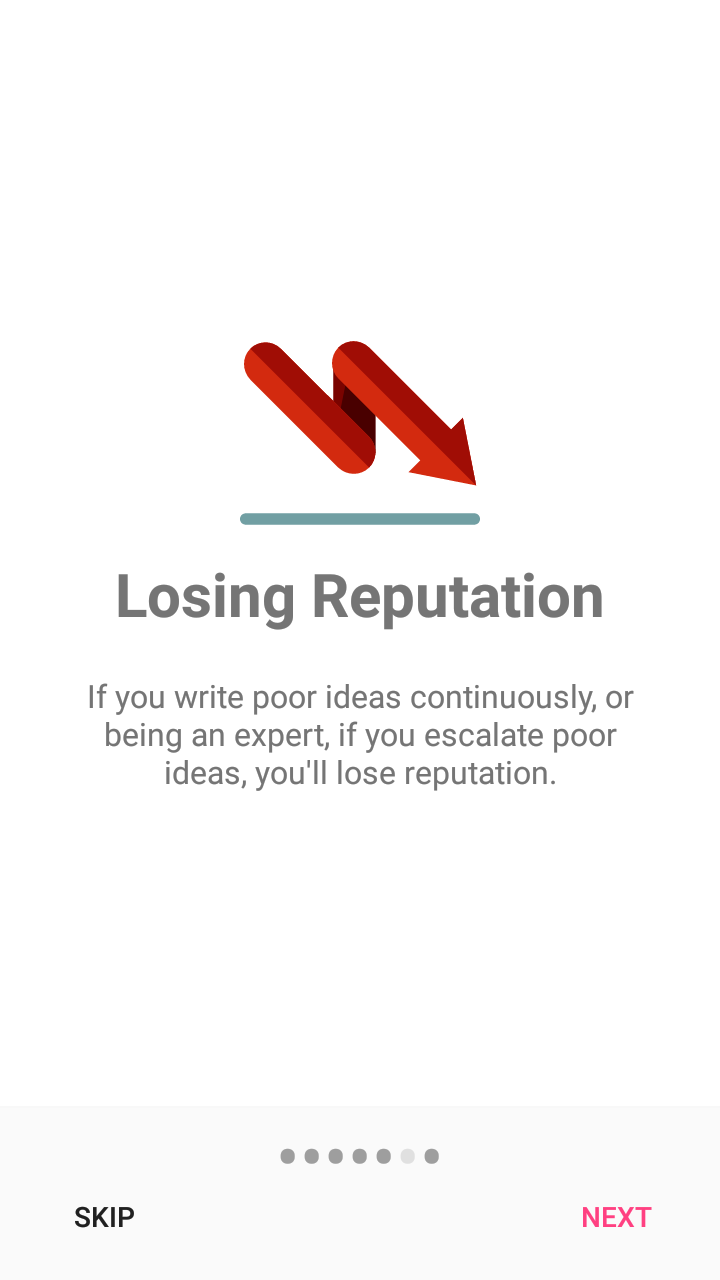 Losing Reputation
If you write poor ideas continuously, or
being an expert, if you escalate poor
ideas, you'll lose reputation.
SKIP
NEXT